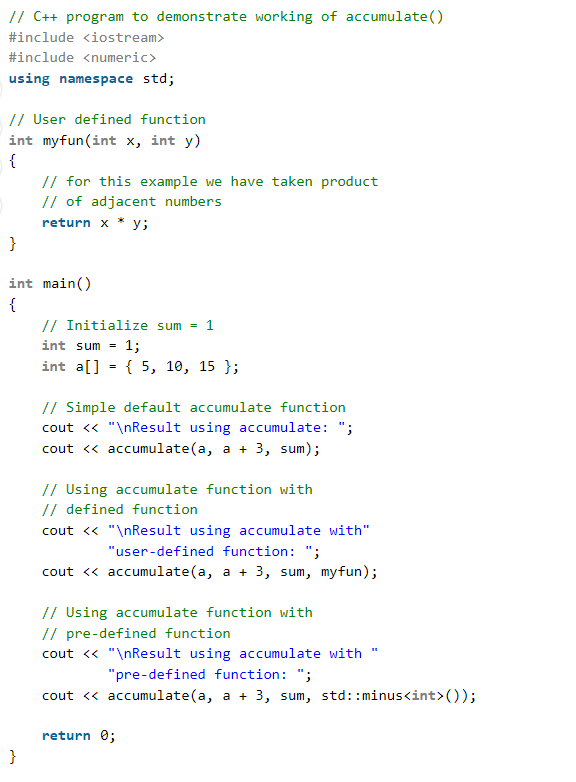 // C++ program to demonstrate working of accumulate()
#include <iostream>
#include <numeric>
using namespace std;

// User defined function
int myfun(int x, int y)
{
    // for this example we have taken product
    // of adjacent numbers
    return x * y;
}

int main()
{
    // Initialize sum = 1
    int sum = 1;
    int a[] = { 5, 10, 15 };

    // Simple default accumulate function
    cout << "\nResult using accumulate: ";
    cout << accumulate(a, a + 3, sum);

    // Using accumulate function with
    // defined function
    cout << "\nResult using accumulate with"
            "user-defined function: ";
    cout << accumulate(a, a + 3, sum, myfun);

    // Using accumulate function with
    // pre-defined function
    cout << "\nResult using accumulate with "
            "pre-defined function: ";
    cout << accumulate(a, a + 3, sum, std::minus<int>());

    return 0;
}